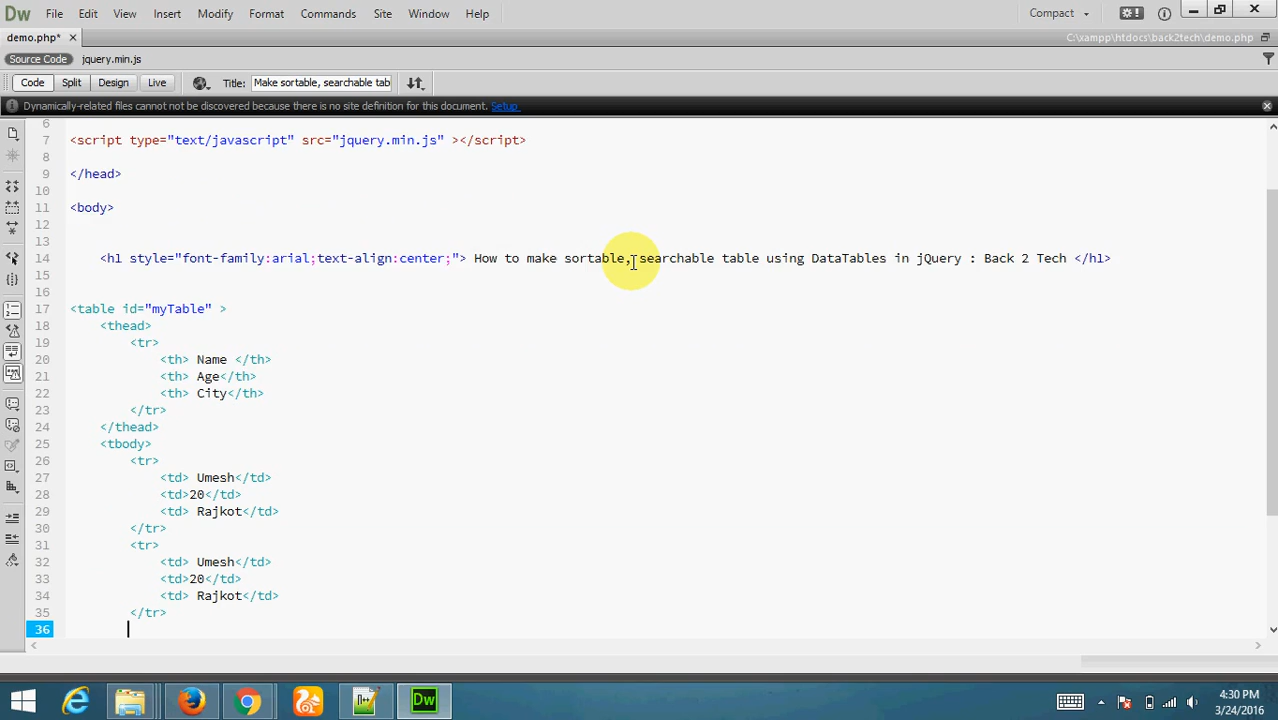 Dw File Edit View Insert Modify Format Commands Site Window Help Compact
demo.php* C:\xampp\htdocs\back2tech\demo.php
Source Code jquery.min.js
Code Split Design Live Title: Make sortable, searchable tab
Dynamically-related files cannot not be discovered because there is no site definition for this document. Setup
6
7 <script type="text/javascript" src="jquery.min.js" ></script>
8
9 </head>
10
11 <body>
12
13
14 <h1 style="font-family:arial;text-align:center;"> How to make sortable, searchable table using DataTables in jQuery : Back 2 Tech </h1>
15
16
17 <table id="myTable" >
18 <thead>
19 <tr>
20 <th> Name </th>
21 <th> Age</th>
22 <th> City</th>
23 </tr>
24 </thead>
25 <tbody>
26 <tr>
27 <td> Umesh</td>
28 <td>20</td>
29 <td> Rajkot</td>
30 </tr>
31 <tr>
32 <td> Umesh</td>
33 <td>20</td>
34 <td> Rajkot</td>
35 </tr>
36
Dw
4:30 PM
3/24/2016